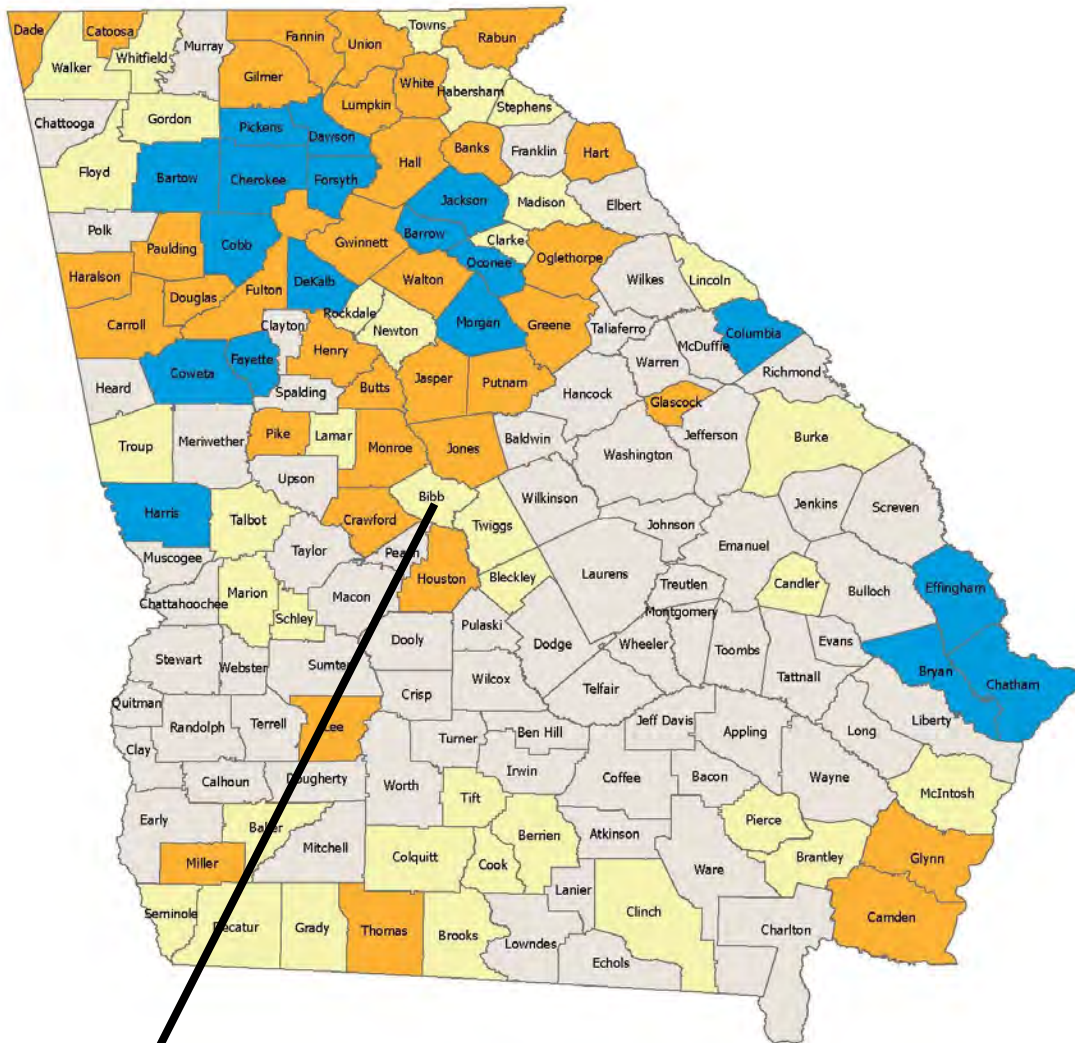 Dade
Catoosa
Whitfield
Walker
Murray
Fannin
Union
Towns
Rabun
Gilmer
White
Lumpkin
Habersham
Stephens
Chattooga
Gordon
Pickens
Dawson
Hall
Banks
Franklin
Hart
Floyd
Bartow
Cherokee
Forsyth
Jackson
Madison
Elbert
Polk
Paulding
Cobb
Gwinnett
Barrow
Clarke
Oconee
Oglethorpe
Wilkes
Lincoln
Haralson
Douglas
Fulton
DeKalb
Walton
Rockdale
Newton
Morgan
Greene
Taliaferro
McDuffie
Columbia
Carroll
Clayton
Henry
Warren
Richmond
Heard
Coweta
Fayette
Spalding
Butts
Jasper
Putnam
Hancock
Glascock
Jefferson
Burke
Troup
Meriwether
Pike
Lamar
Monroe
Jones
Baldwin
Washington
Upson
Bibb
Wilkinson
Jenkins
Screven
Harris
Talbot
Crawford
Twiggs
Johnson
Emanuel
Muscogee
Taylor
Peach
Houston
Bleckley
Laurens
Treutlen
Candler
Bulloch
Effingham
Chattahoochee
Marion
Schley
Macon
Dooly
Pulaski
Montgomery
Stewart
Webster
Sumter
Dodge
Wheeler
Toombs
Evans
Tattnall
Bryan
Chatham
Crisp
Wilcox
Telfair
Quitman
Randolph
Terrell
Lee
Turner
Ben Hill
Jeff Davis
Appling
Long
Liberty
Clay
Calhoun
Dougherty
Worth
Irwin
Coffee
Bacon
Wayne
McIntosh
Early
Baker
Tift
Berrien
Atkinson
Pierce
Brantley
Glynn
Miller
Mitchell
Colquitt
Cook
Lanier
Ware
Seminole
Decatur
Grady
Thomas
Brooks
Lowndes
Clinch
Echols
Charlton
Camden